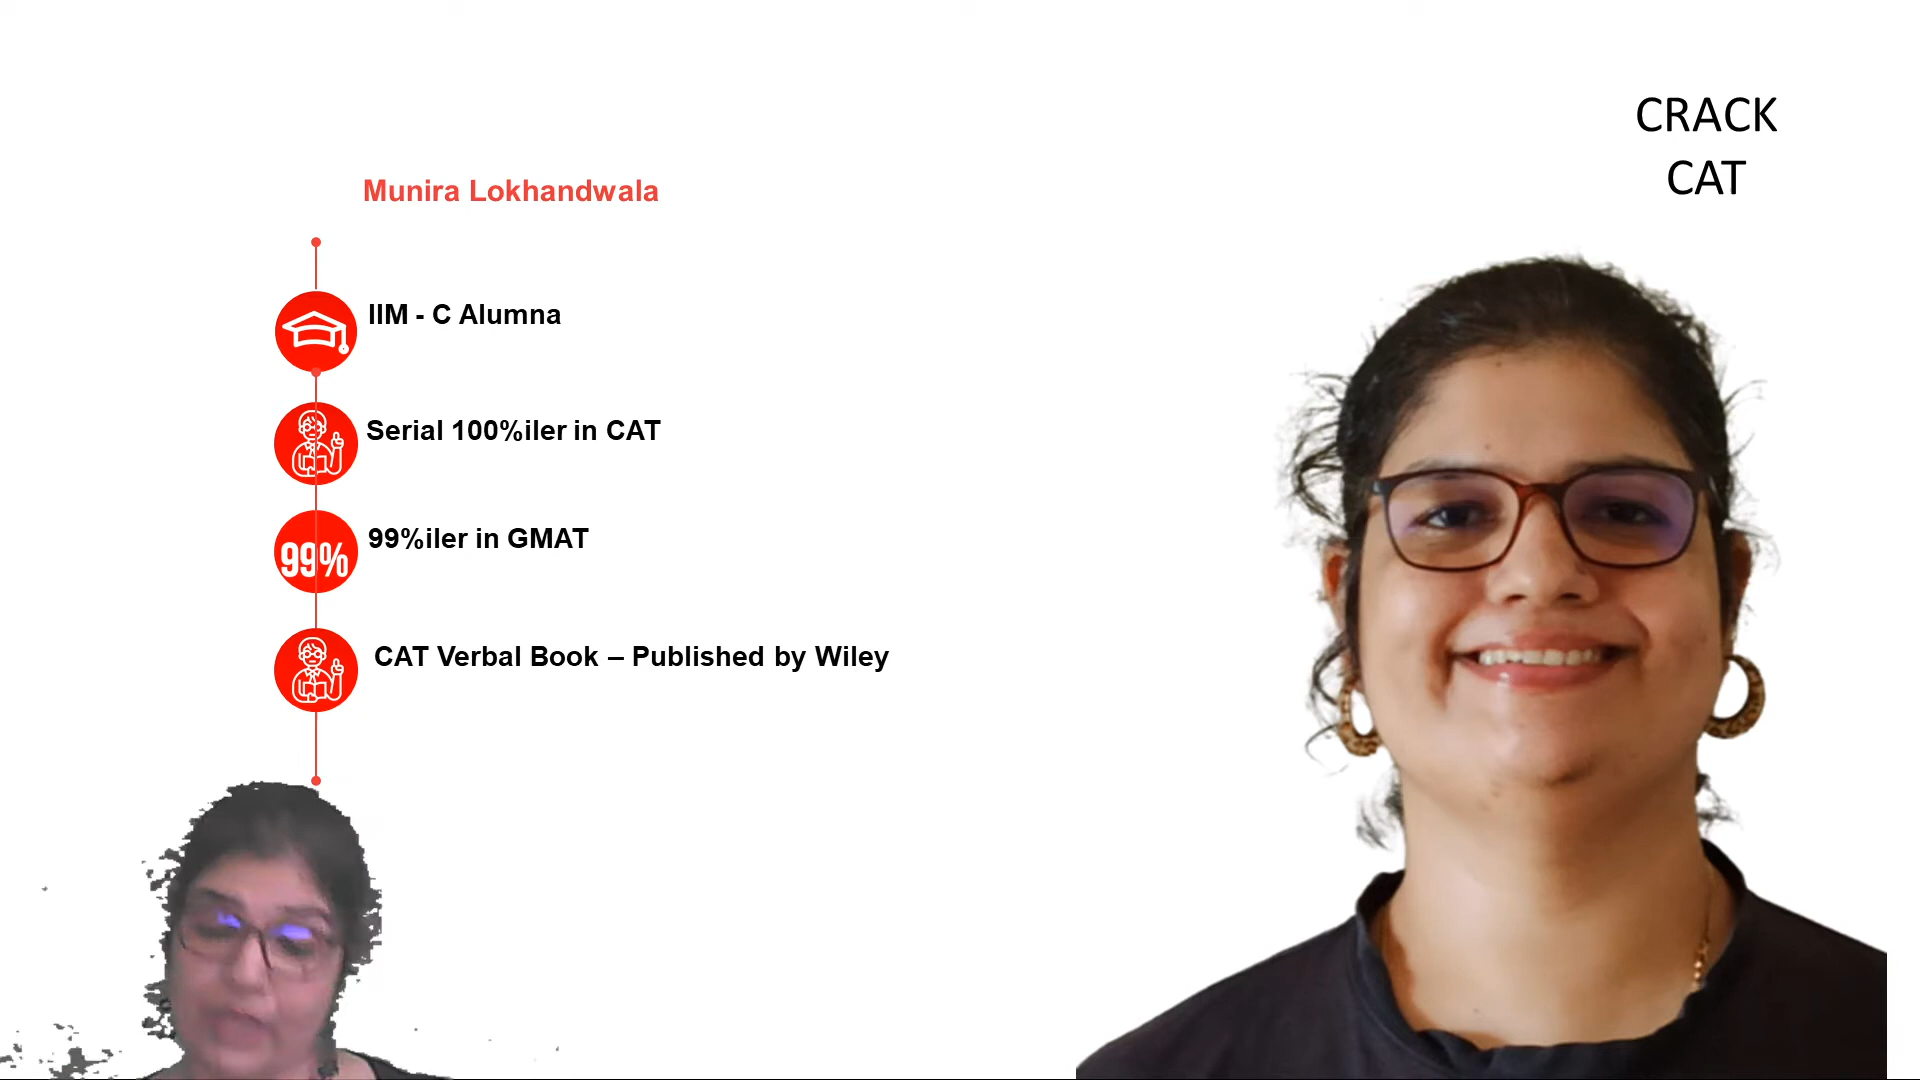 CRACK
CAT
Munira Lokhandwala
IIM - C Alumna
Serial 100%iler in CAT
99%
99%iler in GMAT
CAT Verbal Book – Published by Wiley